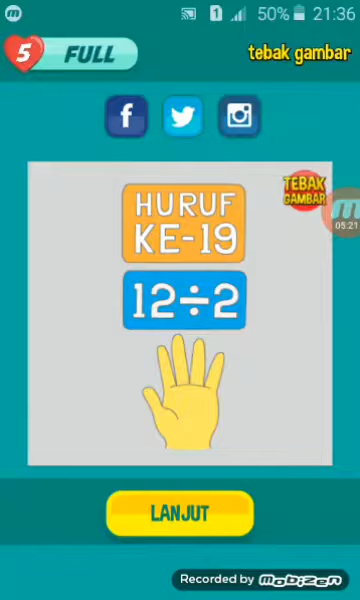 50% 21:36
5 FULL tebak gambar
TEBAK
GAMBAR
HURUF
KE-19
12÷2
05:21
LANJUT
Recorded by mobizen